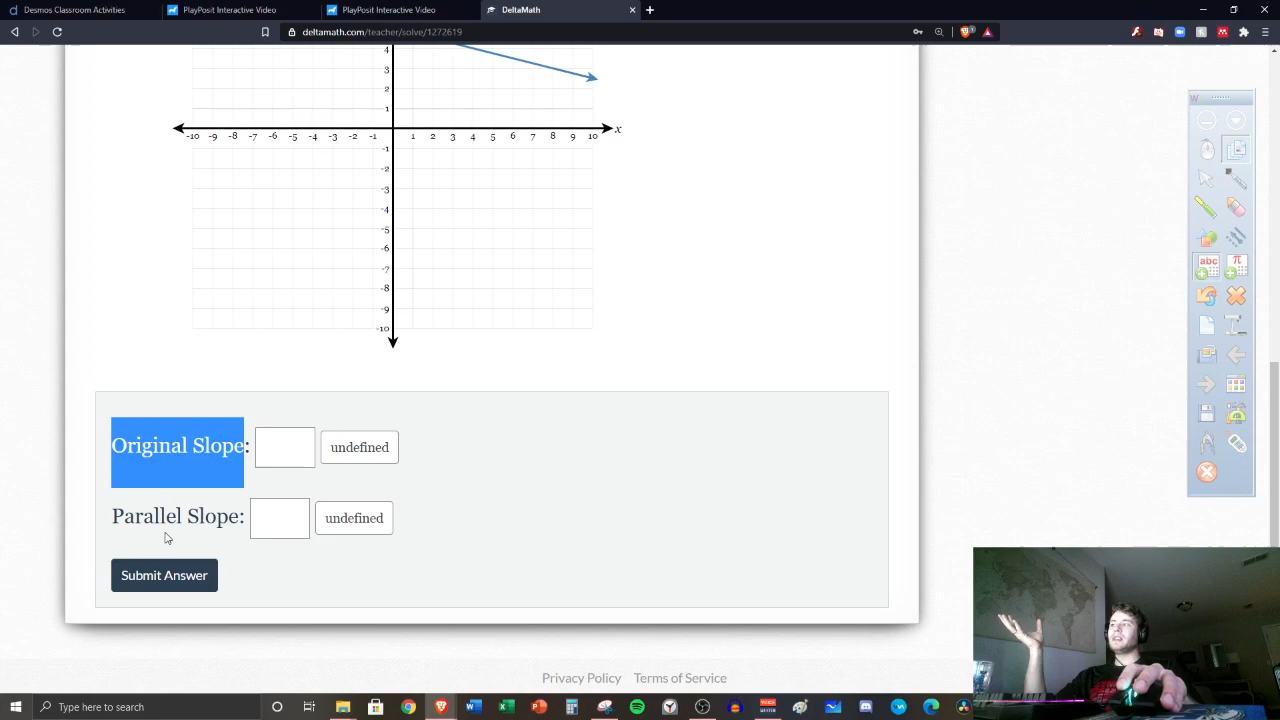 Desmos Classroom Activities
PlayPosit Interactive Video
PlayPosit Interactive Video
DeltaMath
deltamath.com/teacher/solve/1272619
4
3
2
1
-10 -9 -8 -7 -6 -5 -4 -3 -2 -1 1 2 3 4 5 6 7 8 9 10 x
-1
-2
-3
-4
-5
-6
-7
-8
-9
-10
Original Slope: undefined
Parallel Slope: undefined
Submit Answer
Privacy Policy Terms of Service
Type here to search
W
abc
π